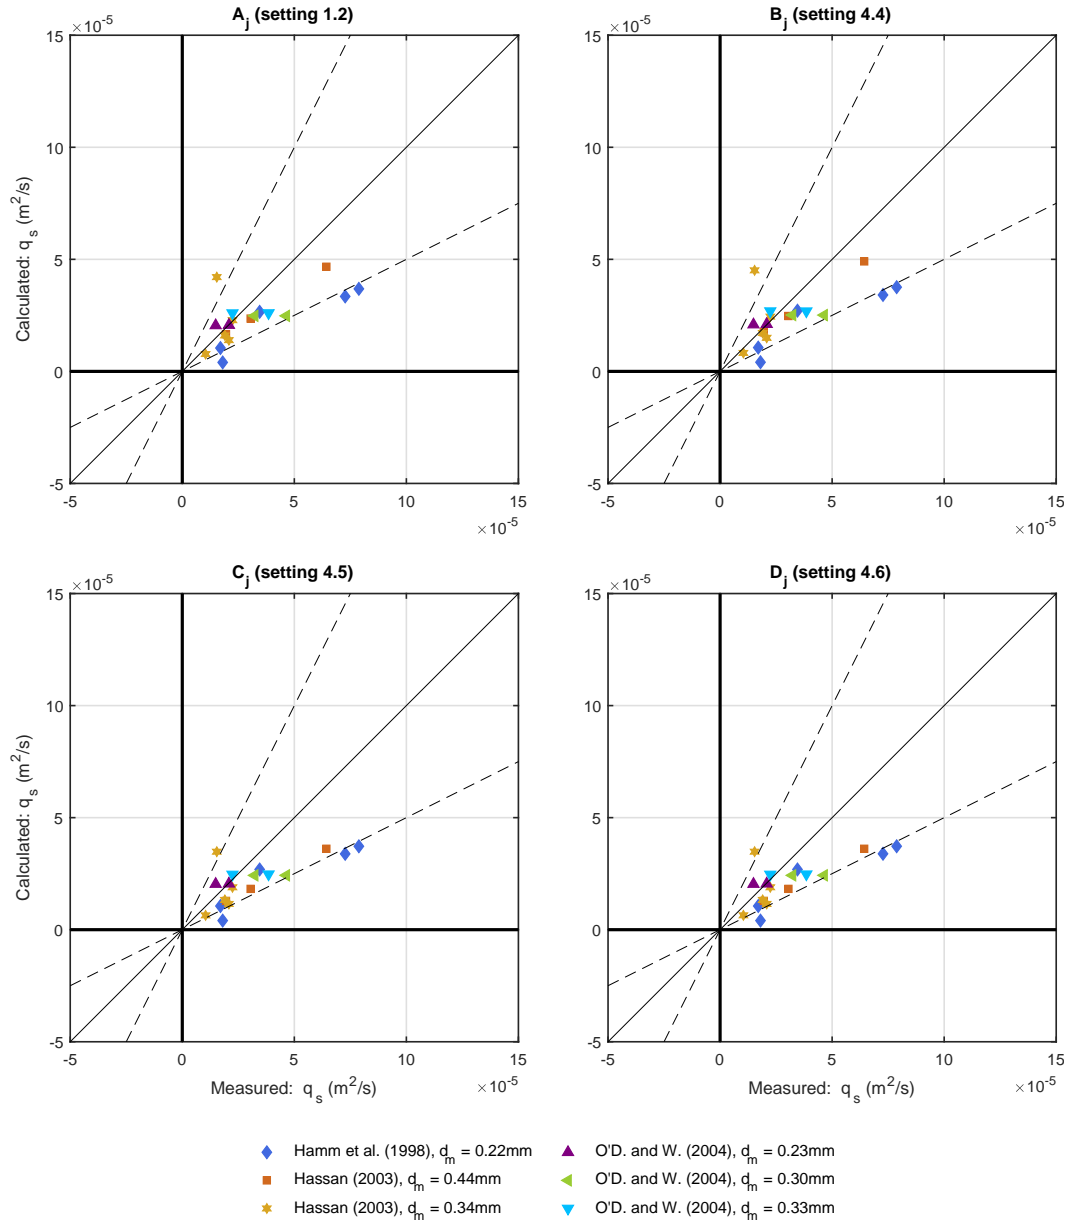 A_j (setting 1.2)
×10^-5
15
10
5
0
-5
Calculated: q_s (m^2/s)
-5 0 5 10 15
×10^-5
B_j (setting 4.4)
×10^-5
15
10
5
0
-5
-5 0 5 10 15
×10^-5
C_j (setting 4.5)
×10^-5
15
10
5
0
-5
Calculated: q_s (m^2/s)
-5 0 5 10 15
Measured: q_s (m^2/s)
×10^-5
D_j (setting 4.6)
×10^-5
15
10
5
0
-5
-5 0 5 10 15
Measured: q_s (m^2/s)
×10^-5
Hamm et al. (1998), d_m = 0.22mm
Hassan (2003), d_m = 0.44mm
Hassan (2003), d_m = 0.34mm
O'D. and W. (2004), d_m = 0.23mm
O'D. and W. (2004), d_m = 0.30mm
O'D. and W. (2004), d_m = 0.33mm